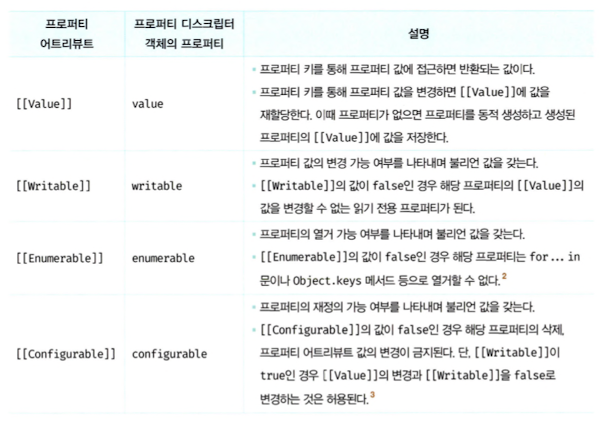 프로퍼티
어트리뷰트
프로퍼티 디스크립터
객체의 프로퍼티
설명
[[Value]]
value
• 프로퍼티 키를 통해 프로퍼티 값에 접근하면 반환되는 값이다.
• 프로퍼티 키를 통해 프로퍼티 값을 변경하면 [[Value]]에 값을
재할당한다. 이때 프로퍼티가 없으면 프로퍼티를 동적 생성하고 생성된
프로퍼티의 [[Value]]에 값을 저장한다.
[[Writable]]
writable
• 프로퍼티 값의 변경 가능 여부를 나타내며 불리언 값을 갖는다.
• [[Writable]]의 값이 false인 경우 해당 프로퍼티의 [[Value]]의
값을 변경할 수 없는 읽기 전용 프로퍼티가 된다.
[[Enumerable]]
enumerable
• 프로퍼티의 열거 가능 여부를 나타내며 불리언 값을 갖는다.
• [[Enumerable]]의 값이 false인 경우 해당 프로퍼티는 for...in
문이나 Object.keys 메서드 등으로 열거할 수 없다.2
[[Configurable]]
configurable
• 프로퍼티의 재정의 가능 여부를 나타내며 불리언 값을 갖는다.
• [[Configurable]]의 값이 false인 경우 해당 프로퍼티의 삭제,
프로퍼티 어트리뷰트 값의 변경이 금지된다. 단, [[Writable]]이
true인 경우 [[Value]]의 변경과 [[Writable]]을 false로
변경하는 것은 허용된다.3